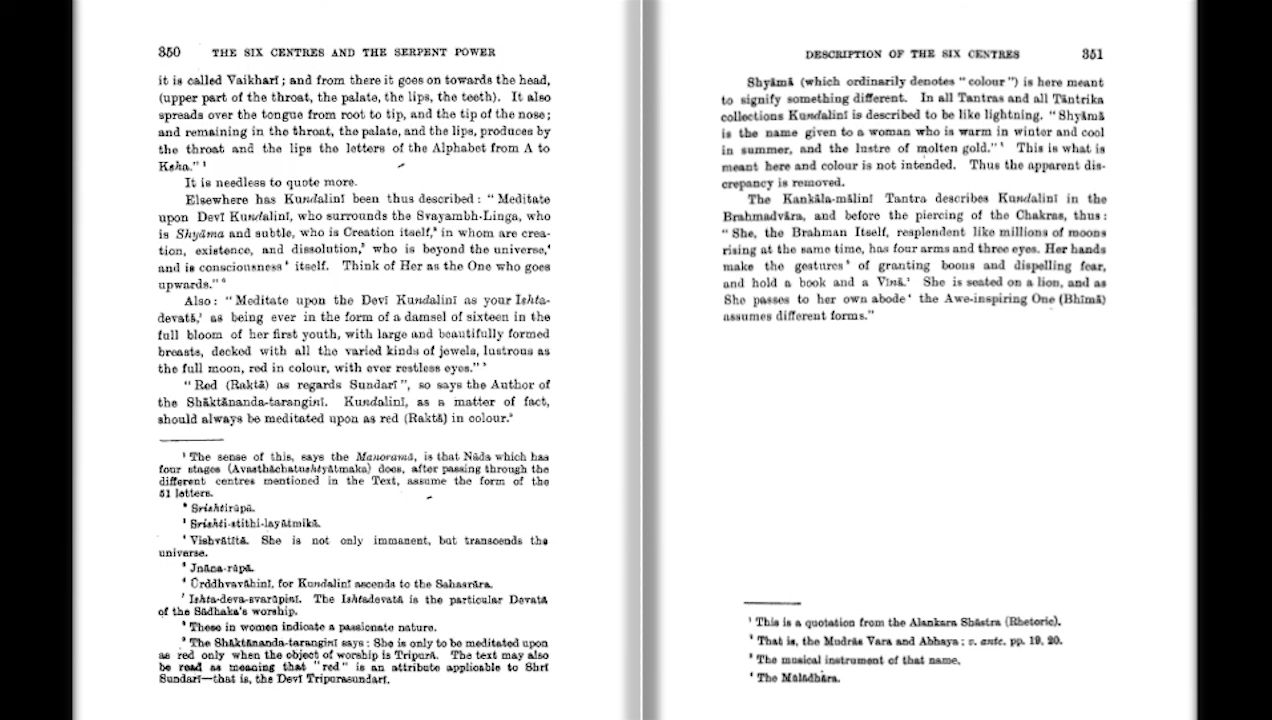 350 THE SIX CENTRES AND THE SERPENT POWER
it is called Vaikharī ; and from there it goes on towards the head,
(upper part of the throat, the palate, the lips, the teeth). It also
spreads over the tongue from root to tip, and the tip of the nose ;
and remaining in the throat, the palate, and the lips, produces by
the throat and the lips the letters of the Alphabet from A to
Ksha." ¹
It is needless to quote more.
Elsewhere has Kundalinī been thus described : " Meditate
upon Devī Kundalinī, who surrounds the Svayambh-Linga, who
is Shyāma and subtle, who is Creation itself,² in whom are crea-
tion, existence, and dissolution,³ who is beyond the universe,⁴
and is consciousness ⁵ itself. Think of Her as the One who goes
upwards." ⁶
Also : " Meditate upon the Devī Kundalinī as your Ishta-
devatā,⁷ as being ever in the form of a damsel of sixteen in the
full bloom of her first youth, with large and beautifully formed
breasts, decked with all the varied kinds of jewels, lustrous as
the full moon, red in colour, with ever restless eyes." ⁸
" Red (Raktā) as regards Sundarī ", so says the Author of
the Shāktānanda-taranginī. Kundalinī, as a matter of fact,
should always be meditated upon as red (Raktā) in colour.⁹
¹ The sense of this, says the Manoramā, is that Nāda which has
four stages (Avasthāchatushtyātmaka) does, after passing through the
different centres mentioned in the Text, assume the form of the
51 letters.
² Srishtirūpā.
³ Srishti-stithi-layātmikā.
⁴ Vishvātītā. She is not only immanent, but transcends the
universe.
⁵ Jnāna-rūpā.
⁶ Ūrddhvavāhinī, for Kundalinī ascends to the Sahasrāra.
⁷ Ishta-deva-svarūpinī. The Ishtadevatā is the particular Devatā
of the Sādhaka's worship.
⁸ These in women indicate a passionate nature.
⁹ The Shāktānanda-tarangini says : She is only to be meditated upon
as red only when the object of worship is Tripurā. The text may also
be read as meaning that "red" is an attribute applicable to Shrī
Sundarī—that is, the Devī Tripurasundarī.
DESCRIPTION OF THE SIX CENTRES 351
Shyāmā (which ordinarily denotes " colour ") is here meant
to signify something different. In all Tantras and all Tāntrika
collections Kundalinī is described to be like lightning. " Shyāmā
is the name given to a woman who is warm in winter and cool
in summer, and the lustre of molten gold." ¹ This is what is
meant here and colour is not intended. Thus the apparent dis-
crepancy is removed.
The Kankāla-mālinī Tantra describes Kundalinī in the
Brahmadvāra, and before the piercing of the Chakras, thus :
" She, the Brahman Itself, resplendent like millions of moons
rising at the same time, has four arms and three eyes. Her hands
make the gestures ² of granting boons and dispelling fear,
and hold a book and a Vīnā.³ She is seated on a lion, and as
She passes to her own abode ⁴ the Awe-inspiring One (Bhīmā)
assumes different forms."
¹ This is a quotation from the Alankara Shāstra (Rhetoric).
² That is, the Mudrās Vara and Abhaya ; v. ante, pp. 19, 20.
³ The musical instrument of that name.
⁴ The Mūlādhāra.